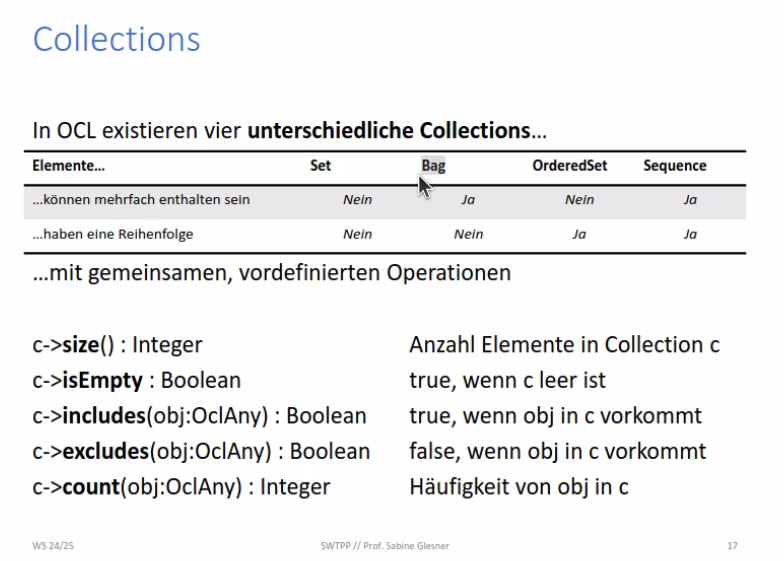 Collections
In OCL existieren vier unterschiedliche Collections…
Elemente… Set Bag OrderedSet Sequence
…können mehrfach enthalten sein Nein Ja Nein Ja
…haben eine Reihenfolge Nein Nein Ja Ja
…mit gemeinsamen, vordefinierten Operationen
c->size() : Integer Anzahl Elemente in Collection c
c->isEmpty : Boolean true, wenn c leer ist
c->includes(obj:OclAny) : Boolean true, wenn obj in c vorkommt
c->excludes(obj:OclAny) : Boolean false, wenn obj in c vorkommt
c->count(obj:OclAny) : Integer Häufigkeit von obj in c
WS 24/25 SWTPP // Prof. Sabine Glesner 17